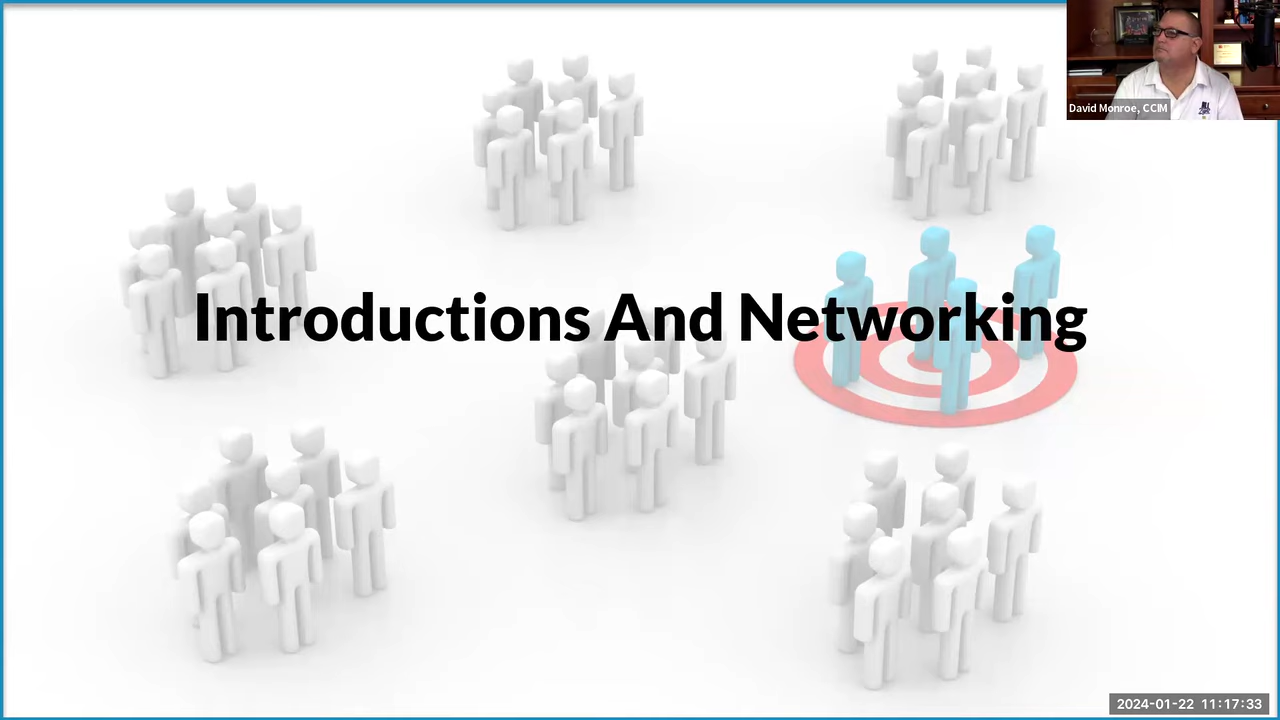 David Monroe, CCIM
Introductions And Networking
2024-01-22 11:17:33